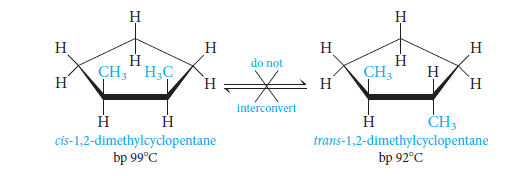 H H
H H H H
H H
do not
CH3 H3C CH3 H
H H H H
interconvert
H H H CH3
cis-1,2-dimethylcyclopentane trans-1,2-dimethylcyclopentane
bp 99°C bp 92°C